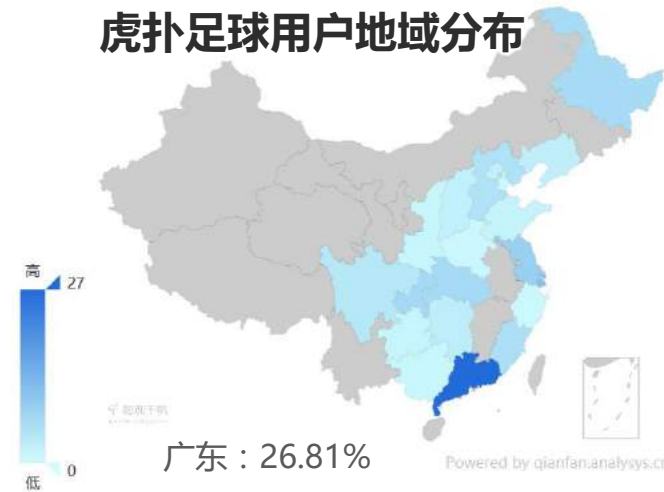 虎扑足球用户地域分布
高
27
0
低
广东：26.81%
Powered by qianfan.analysys.cn